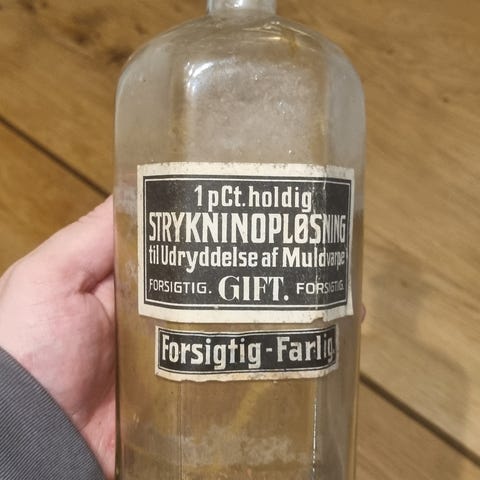 1 pCt. holdig
STRYKNINOPLØSNING
til Udryddelse af Muldvarpe
FORSIGTIG. GIFT. FORSIGTIG.
Forsigtig - Farlig.